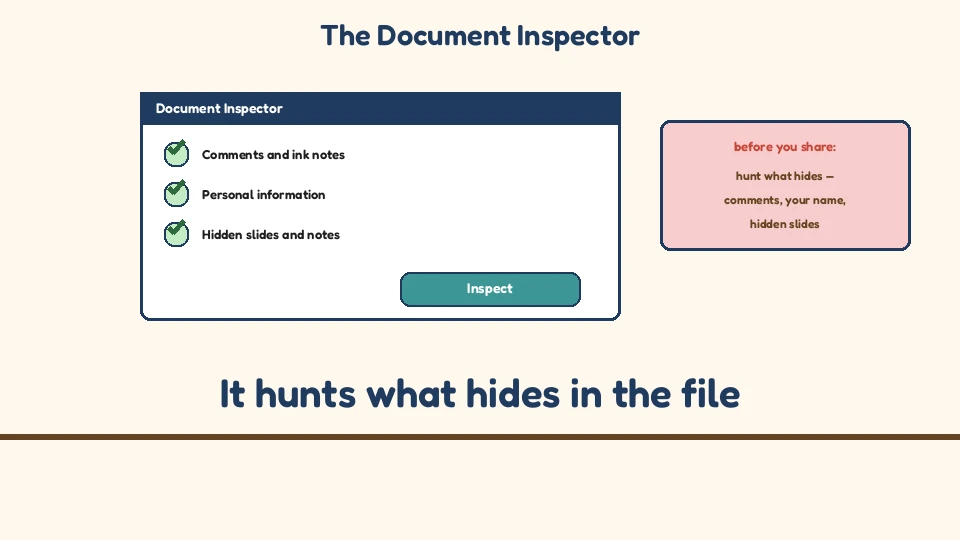 The Document Inspector
Document Inspector
Comments and ink notes
Personal information
Hidden slides and notes
Inspect
before you share:
hunt what hides –
comments, your name,
hidden slides
It hunts what hides in the file